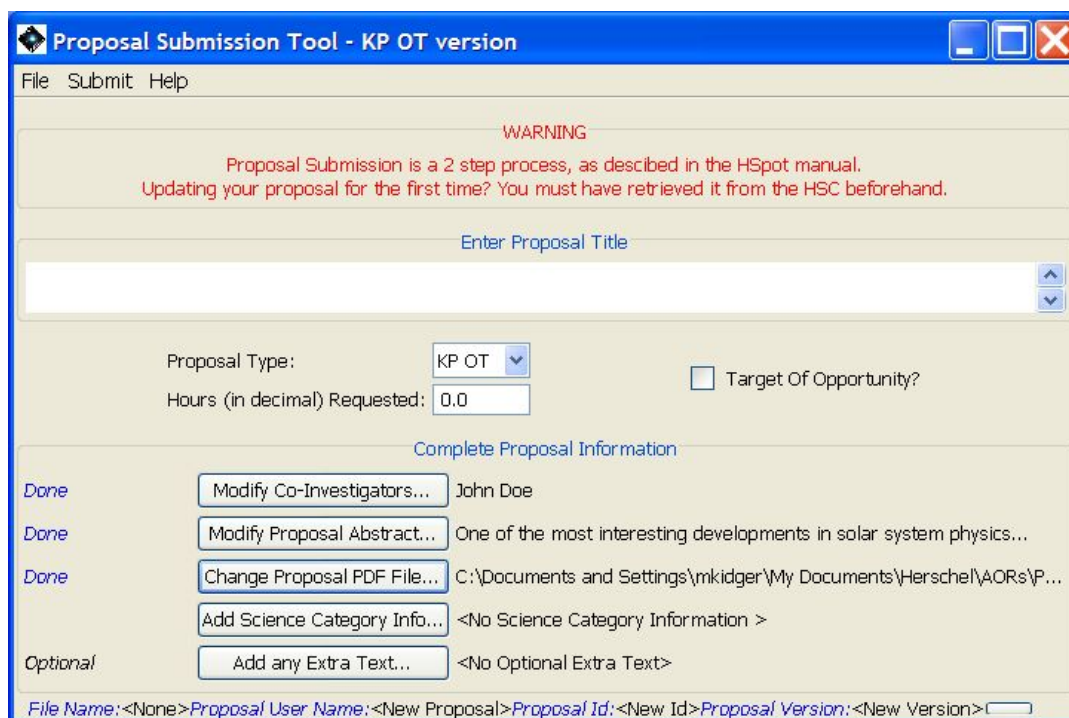 Proposal Submission Tool - KP OT version
File Submit Help
WARNING
Proposal Submission is a 2 step process, as descibed in the HSpot manual.
Updating your proposal for the first time? You must have retrieved it from the HSC beforehand.
Enter Proposal Title
Proposal Type: KP OT
Target Of Opportunity?
Hours (in decimal) Requested: 0.0
Complete Proposal Information
Done Modify Co-Investigators... John Doe
Done Modify Proposal Abstract... One of the most interesting developments in solar system physics...
Done Change Proposal PDF File... C:\Documents and Settings\mkidger\My Documents\Herschel\AORs\P...
Add Science Category Info... <No Science Category Information >
Optional Add any Extra Text... <No Optional Extra Text>
File Name:<None>Proposal User Name:<New Proposal>Proposal Id:<New Id>Proposal Version:<New Version>